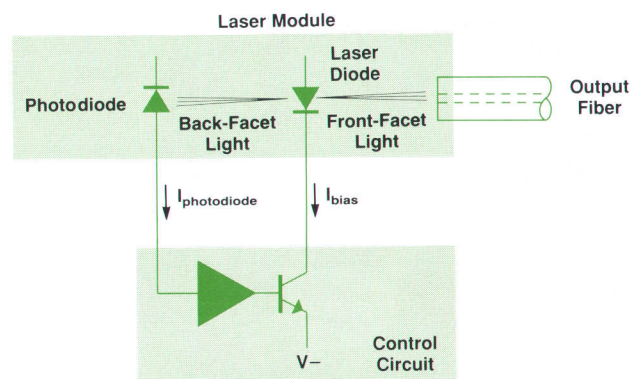 Laser Module
Laser
Diode
Photodiode
Back-Facet
Light
Front-Facet
Light
Output
Fiber
Iphotodiode
Ibias
V–
Control
Circuit